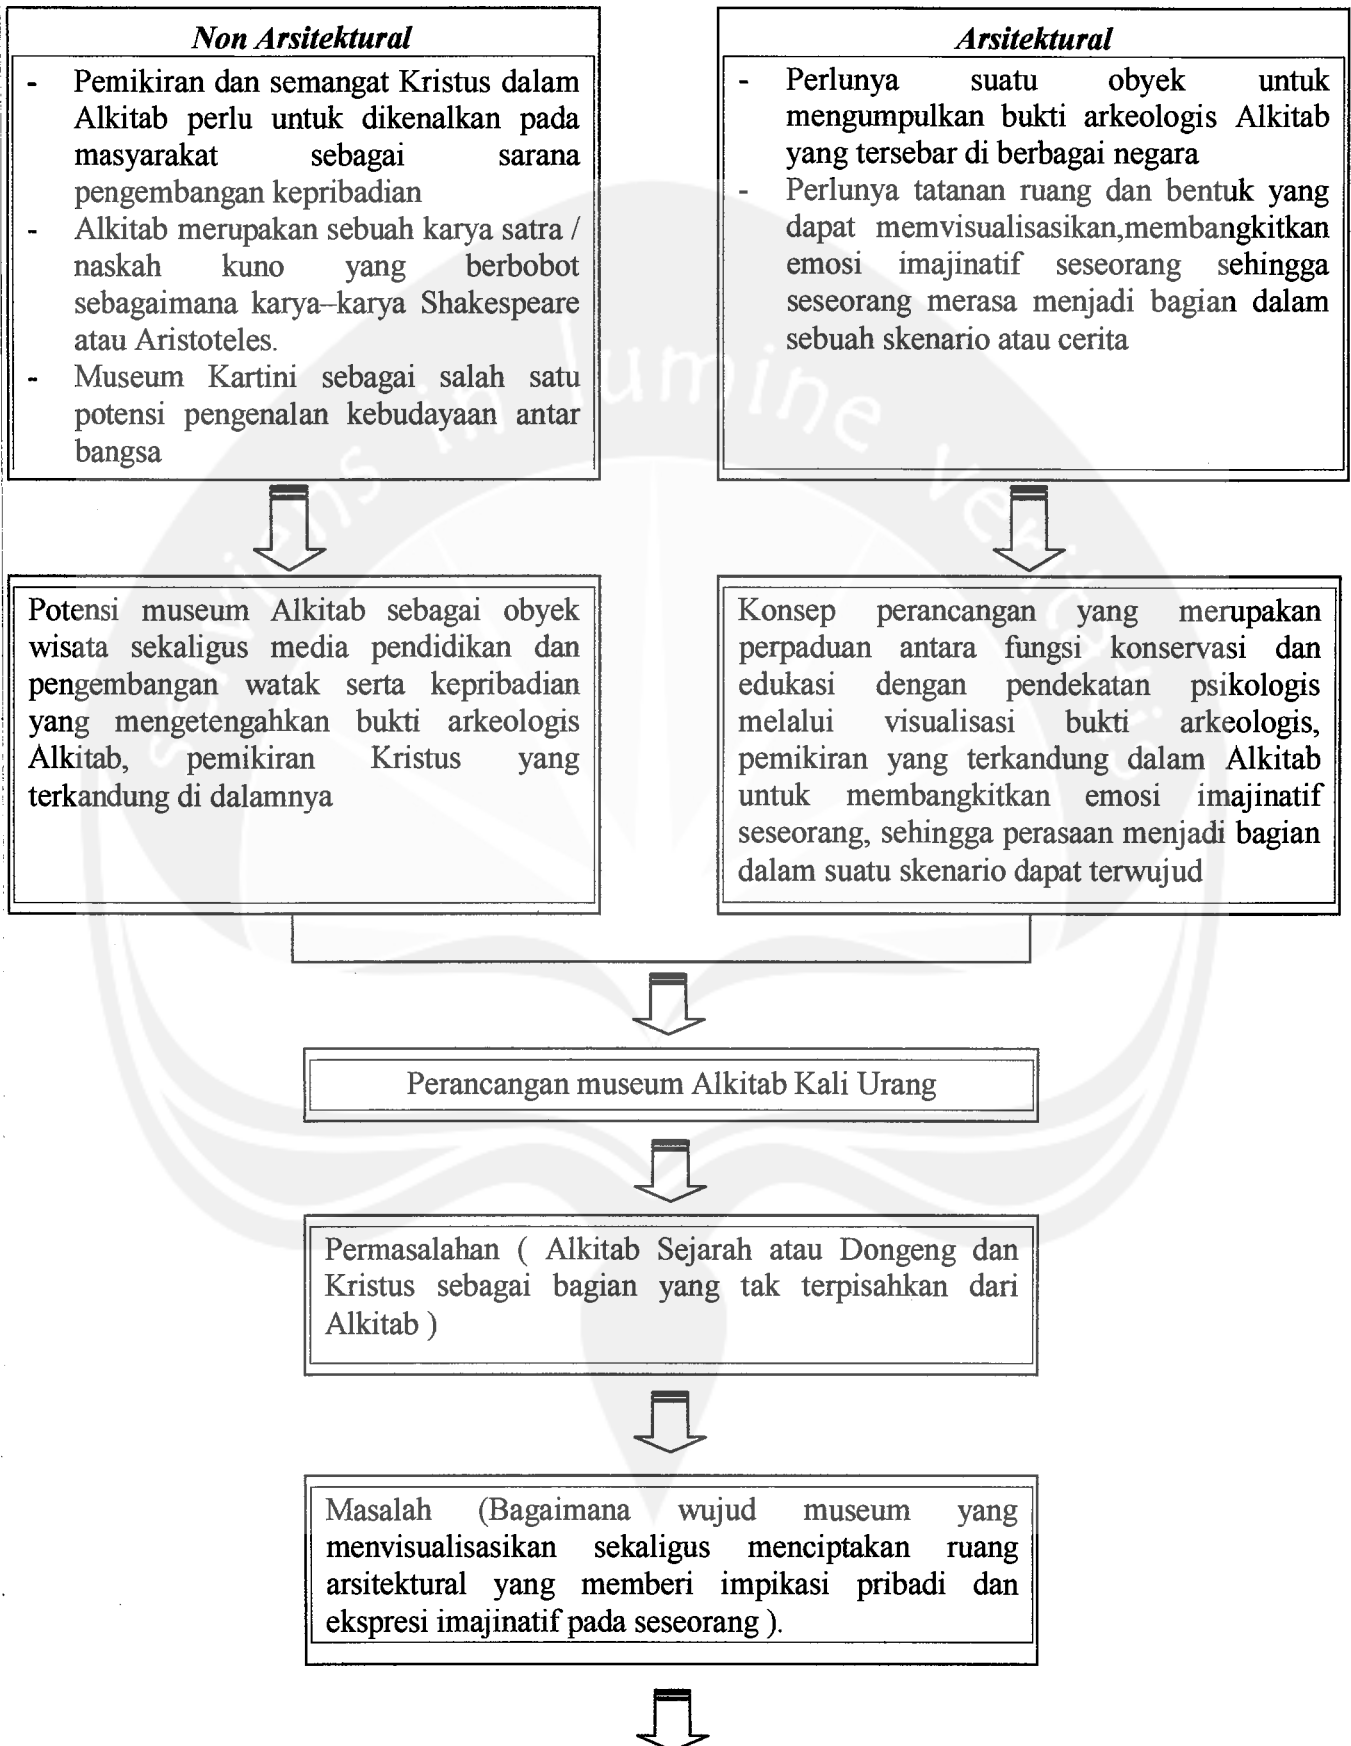 Non Arsitektural
- Pemikiran dan semangat Kristus dalam
Alkitab perlu untuk dikenalkan pada
masyarakat sebagai sarana
pengembangan kepribadian
- Alkitab merupakan sebuah karya satra /
naskah kuno yang berbobot
sebagaimana karya–karya Shakespeare
atau Aristoteles.
- Museum Kartini sebagai salah satu
potensi pengenalan kebudayaan antar
bangsa
Arsitektural
- Perlunya suatu obyek untuk
mengumpulkan bukti arkeologis Alkitab
yang tersebar di berbagai negara
- Perlunya tatanan ruang dan bentuk yang
dapat memvisualisasikan,membangkitkan
emosi imajinatif seseorang sehingga
seseorang merasa menjadi bagian dalam
sebuah skenario atau cerita
Potensi museum Alkitab sebagai obyek
wisata sekaligus media pendidikan dan
pengembangan watak serta kepribadian
yang mengetengahkan bukti arkeologis
Alkitab, pemikiran Kristus yang
terkandung di dalamnya
Konsep perancangan yang merupakan
perpaduan antara fungsi konservasi dan
edukasi dengan pendekatan psikologis
melalui visualisasi bukti arkeologis,
pemikiran yang terkandung dalam Alkitab
untuk membangkitkan emosi imajinatif
seseorang, sehingga perasaan menjadi bagian
dalam suatu skenario dapat terwujud
Perancangan museum Alkitab Kali Urang
Permasalahan ( Alkitab Sejarah atau Dongeng dan
Kristus sebagai bagian yang tak terpisahkan dari
Alkitab )
Masalah (Bagaimana wujud museum yang
menvisualisasikan sekaligus menciptakan ruang
arsitektural yang memberi impikasi pribadi dan
ekspresi imajinatif pada seseorang ).
serviens in lumine veritatis